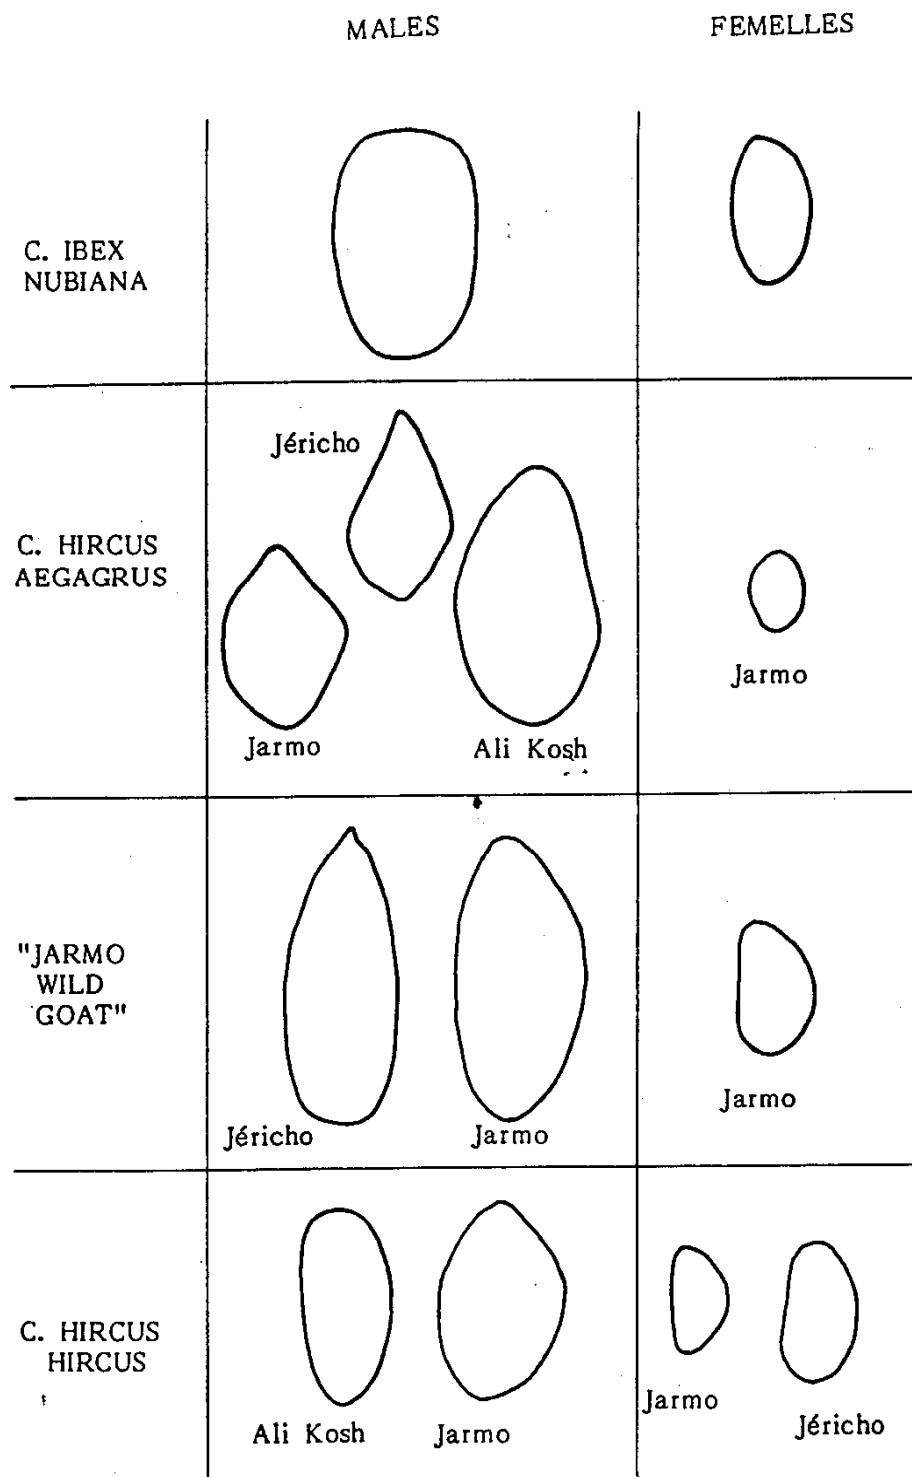 MALES
FEMELLES
C. IBEX
NUBIANA
C. HIRCUS
AEGAGRUS
Jéricho
Jarmo
Ali Kosh
Jarmo
"JARMO
WILD
GOAT"
Jéricho
Jarmo
Jarmo
C. HIRCUS
HIRCUS
Ali Kosh
Jarmo
Jarmo
Jéricho